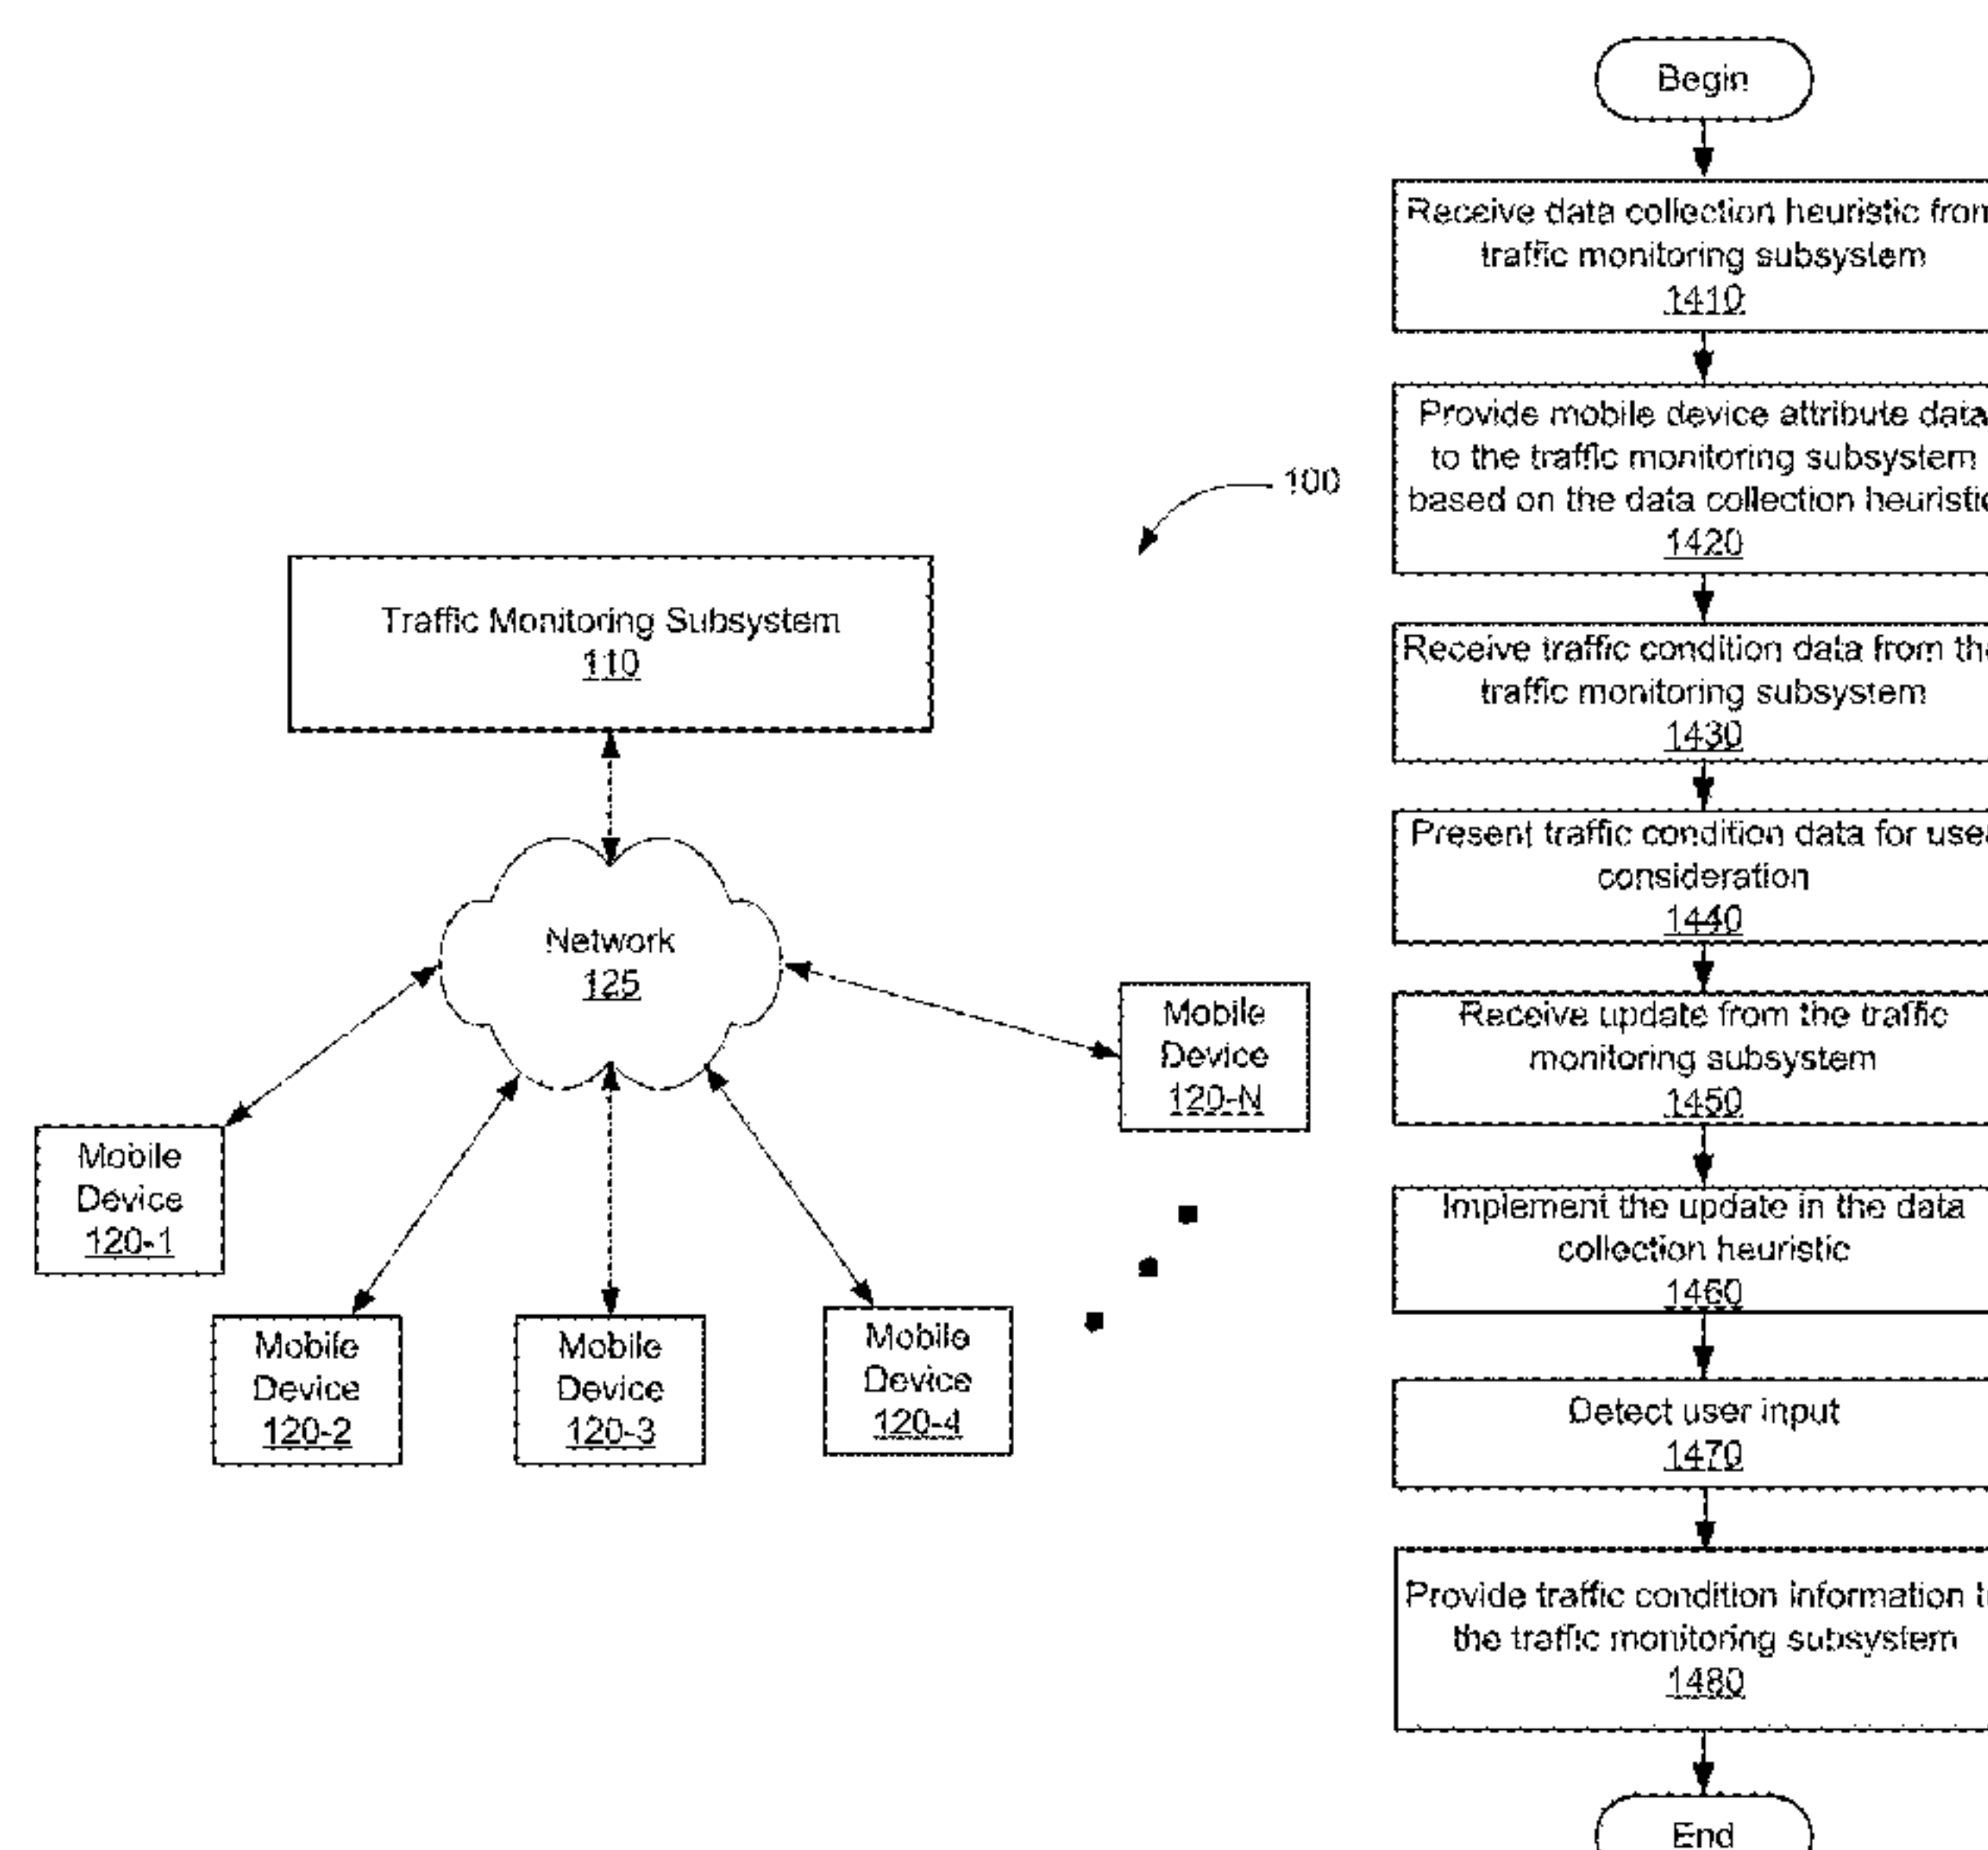 100
Traffic Monitoring Subsystem
110
Network
125
Mobile
Device
120-N
Mobile
Device
120-1
Mobile
Device
120-2
Mobile
Device
120-3
Mobile
Device
120-4
Begin
Receive data collection heuristic
traffic monitoring subsystem
1410
Provide mobile device attribute data
to the traffic monitoring subsystem
based on the data collection
1420
Receive traffic condition data from
traffic monitoring subsystem
1430
Present traffic condition data for
consideration
1440
Receive update from the traffic
monitoring subsystem
1450
Implement the update in the data
collection heuristic
1460
Detect user input
1470
Provide traffic condition information
the traffic monitoring subsystem
1480
End